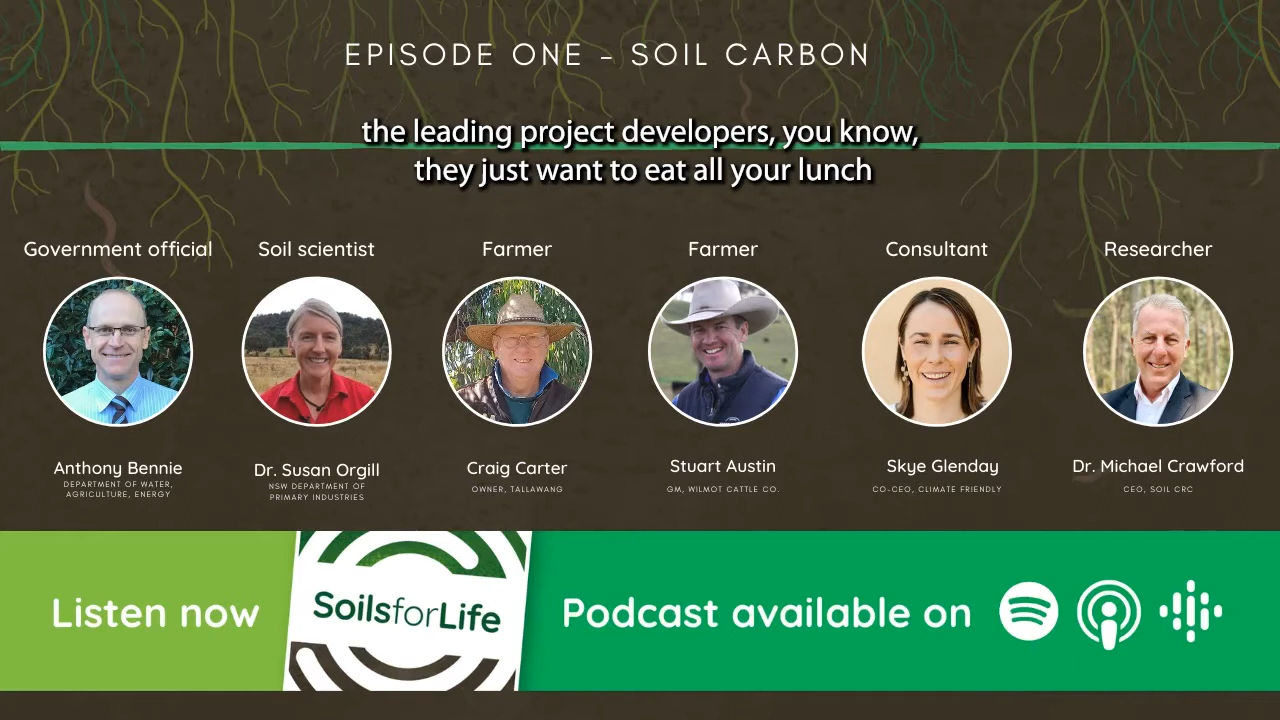 EPISODE ONE - SOIL CARBON
the leading project developers, you know,
they just want to eat all your lunch
Government official
Soil scientist
Farmer
Farmer
Consultant
Researcher
Anthony Bennie
DEPARTMENT OF WATER,
AGRICULTURE, ENERGY
Dr. Susan Orgill
NSW DEPARTMENT OF
PRIMARY INDUSTRIES
Craig Carter
OWNER, TALLAWANG
Stuart Austin
GM, WILMOT CATTLE CO.
Skye Glenday
CO-CEO, CLIMATE FRIENDLY
Dr. Michael Crawford
CEO, SOIL CRC
Listen now
SoilsforLife
Podcast available on